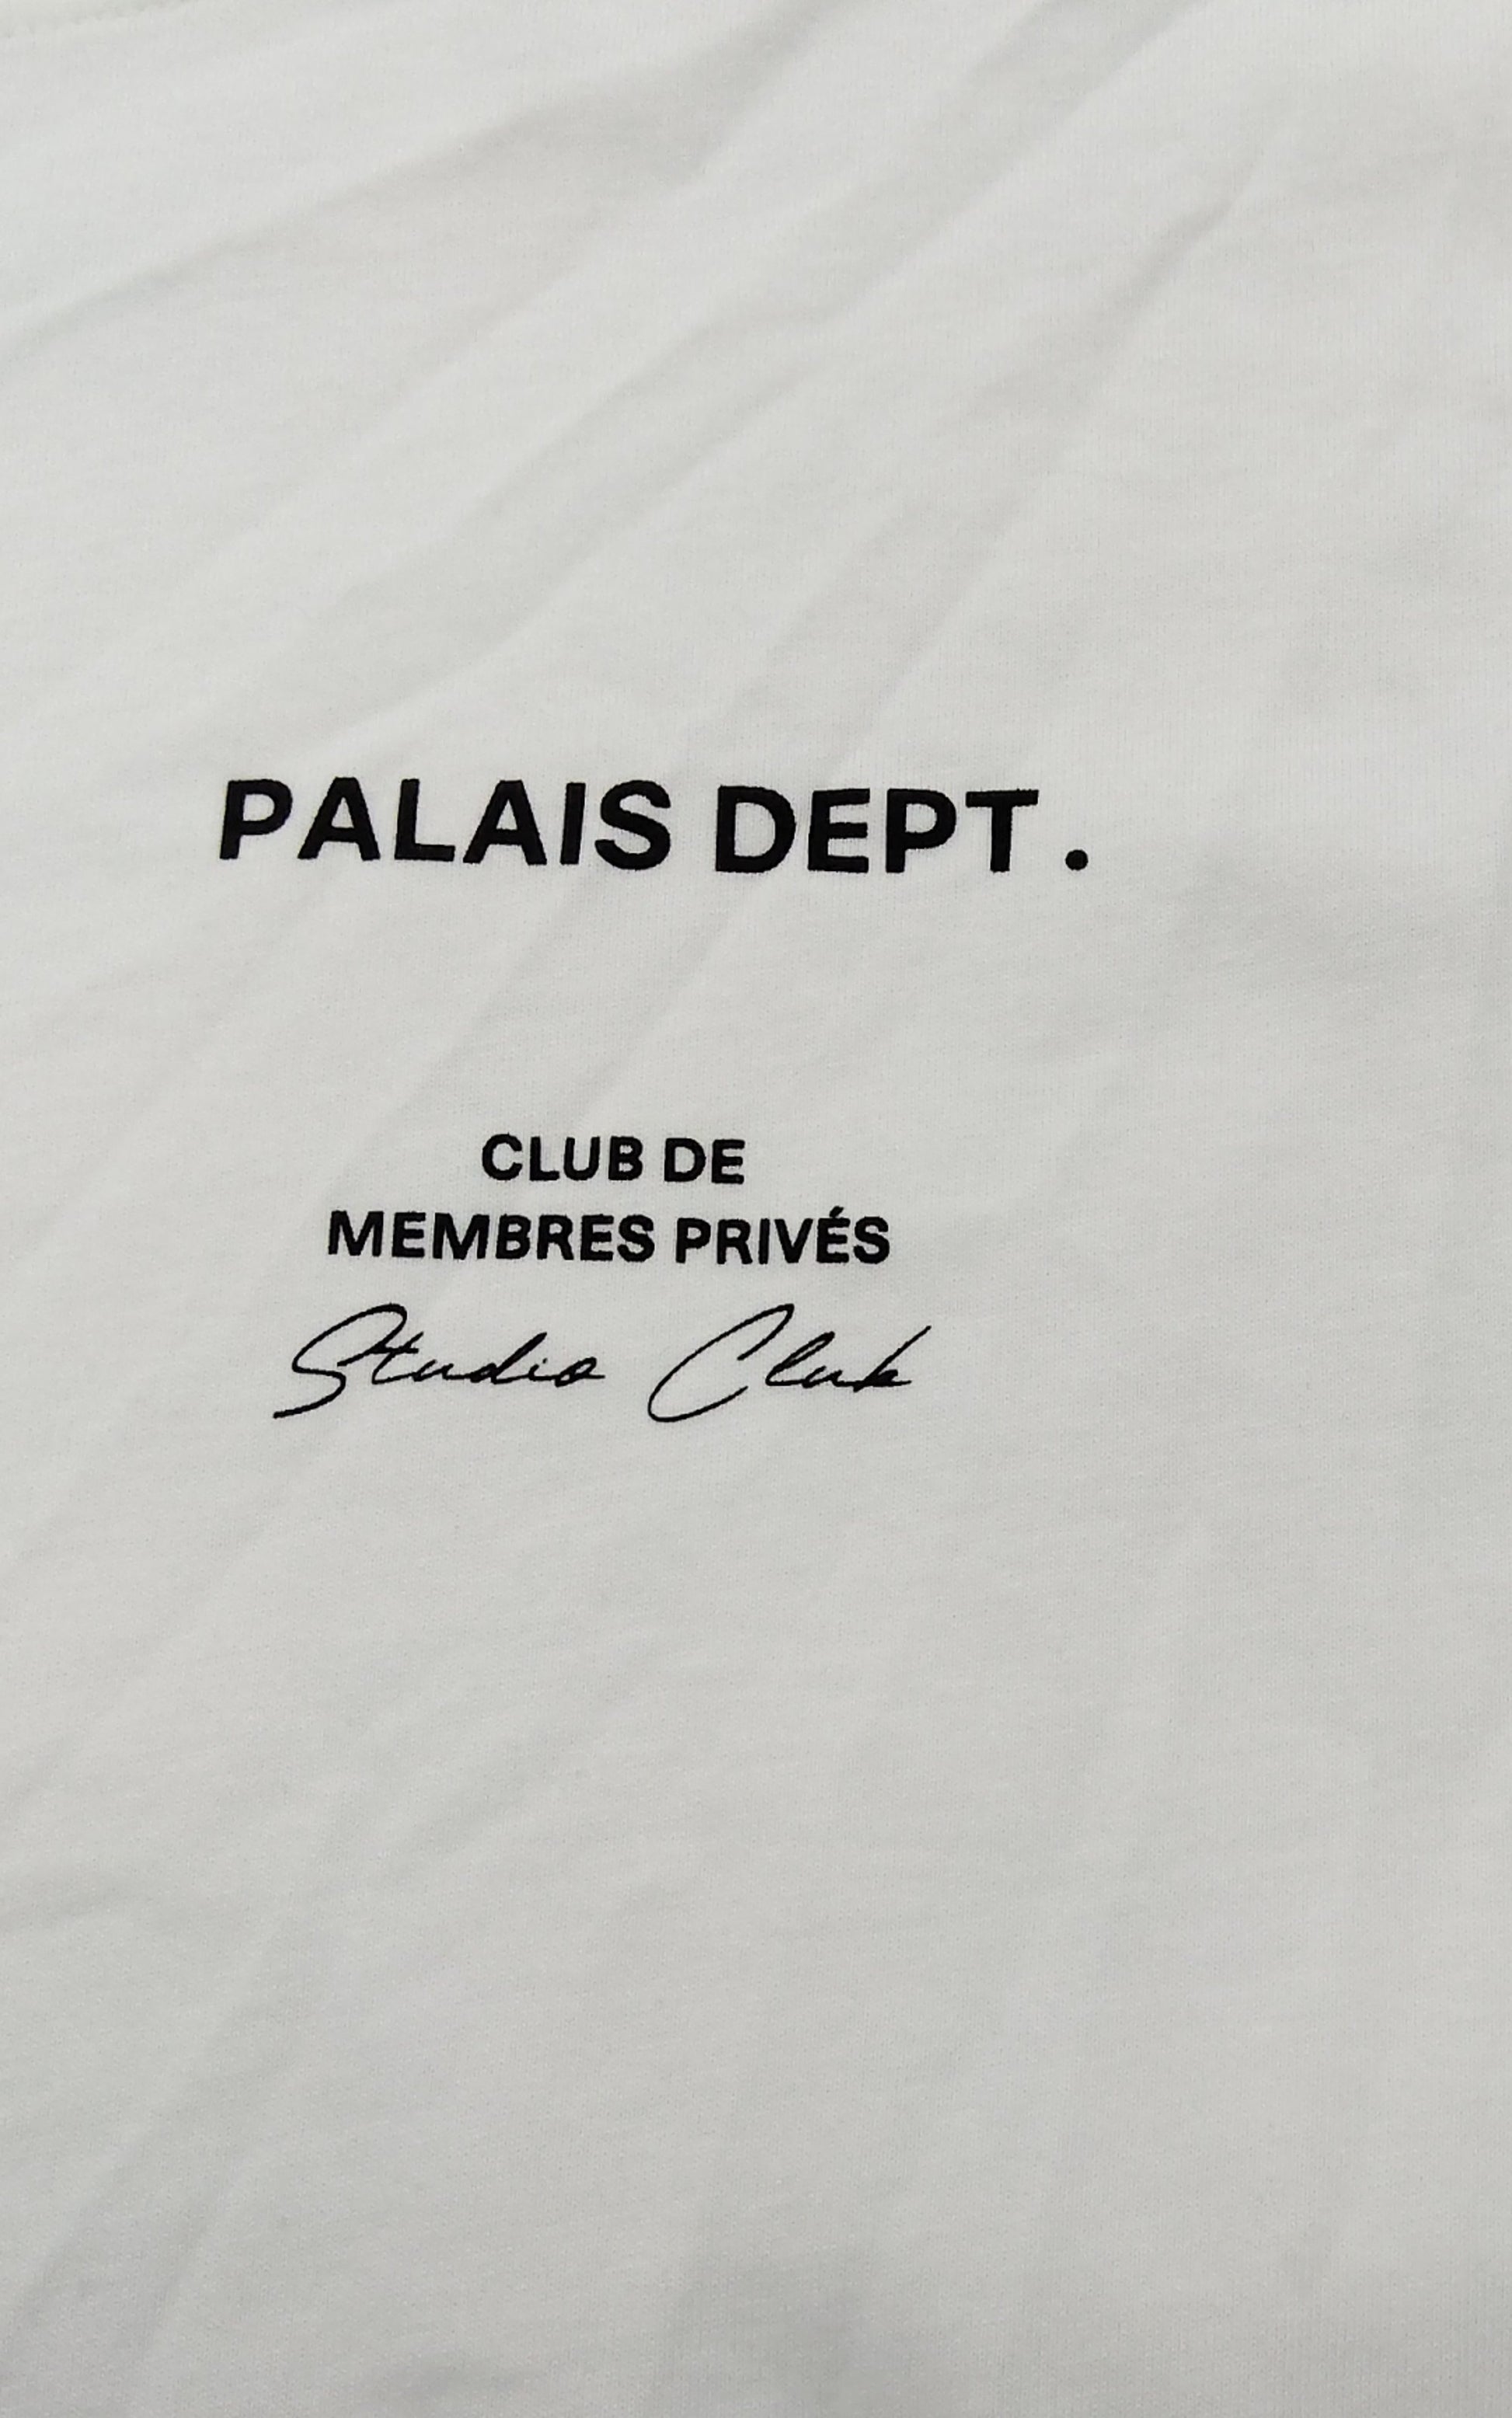 PALAIS DEPT.
CLUB DE
MEMBRES PRIVÉS
Studio Club